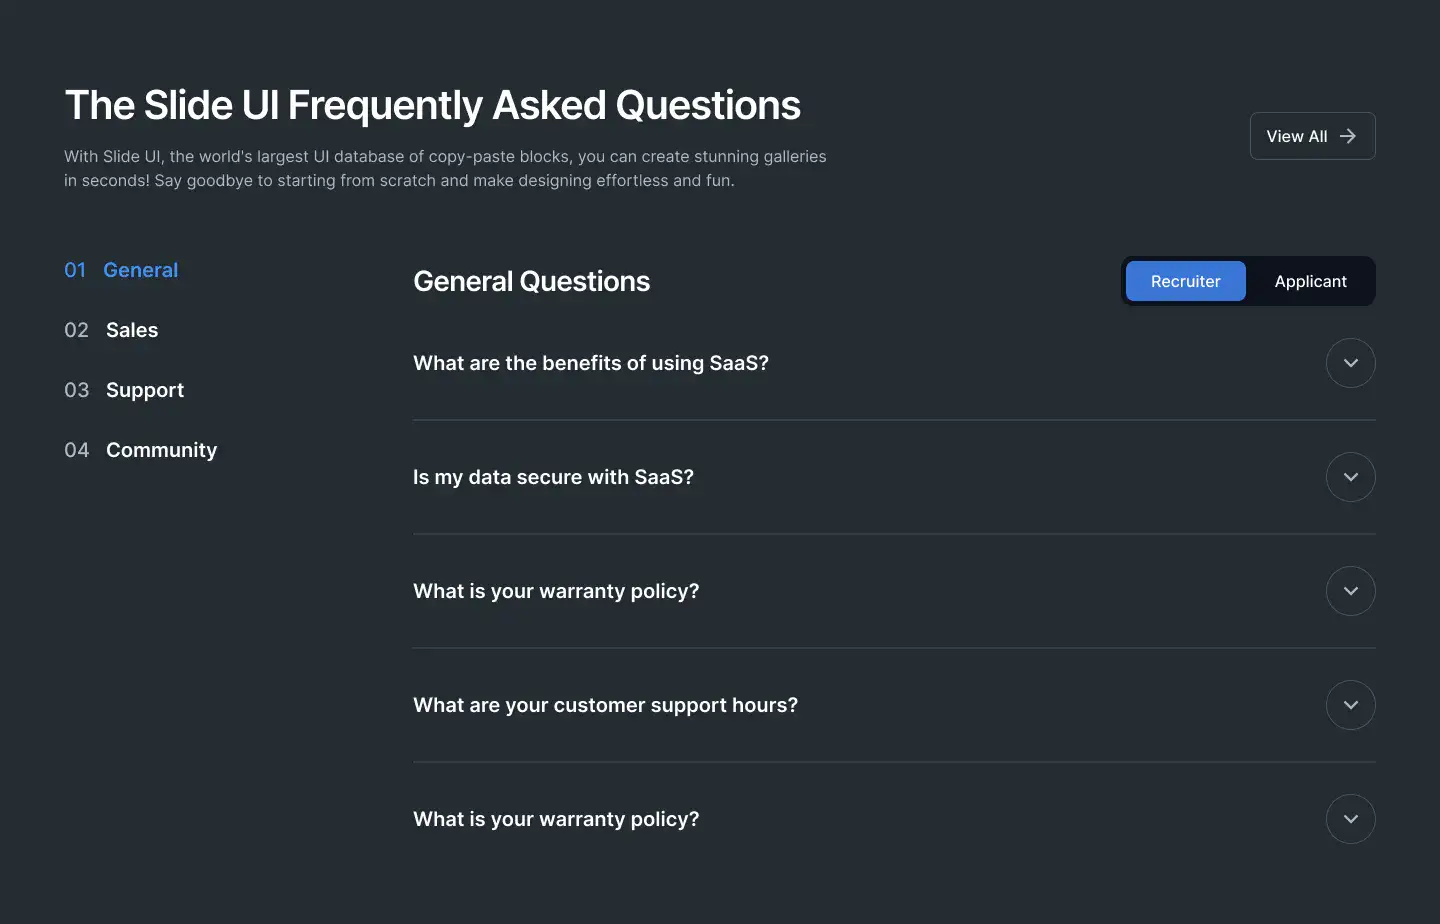 The Slide UI Frequently Asked Questions
With Slide UI, the world's largest UI database of copy-paste blocks, you can create stunning galleries
in seconds! Say goodbye to starting from scratch and make designing effortless and fun.
View All
01 General
02 Sales
03 Support
04 Community
General Questions
Recruiter
Applicant
What are the benefits of using SaaS?
Is my data secure with SaaS?
What is your warranty policy?
What are your customer support hours?
What is your warranty policy?